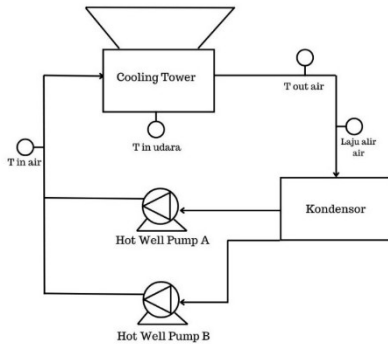 Cooling Tower
T out air
T in udara
T in air
Laju alir
air
Kondensor
Hot Well Pump A
Hot Well Pump B